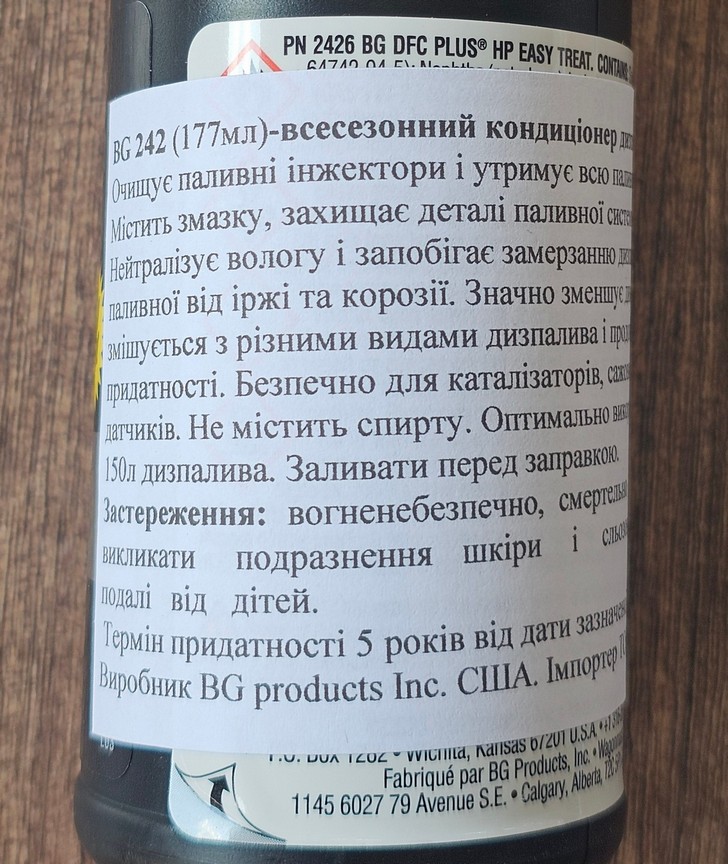 PN 2426 BG DFC PLUS® HP EASY TREAT. CONTAINS
BG 242 (177мл)-всесезонний кондиціонер
Очищує паливні інжектори і утримує всю
Містить змазку, захищає деталі паливної
Нейтралізує вологу і запобігає замерзанню
паливної від іржі та корозії. Значно зменшує
змішується з різними видами дизпалива і
придатності. Безпечно для каталізаторів,
датчиків. Не містить спирту. Оптимально
150л дизпалива. Заливати перед заправкою.
Застереження: вогненебезпечно,
викликати подразнення шкіри і
подалі від дітей.
Термін придатності 5 років від дати
Виробник BG products Inc. США. Імпортер
P.O. BOX 1282 • Wichita, Kansas 67201 U.S.A. •
Fabriqué par BG Products, Inc. •
1145 6027 79 Avenue S.E. • Calgary, Alberta,